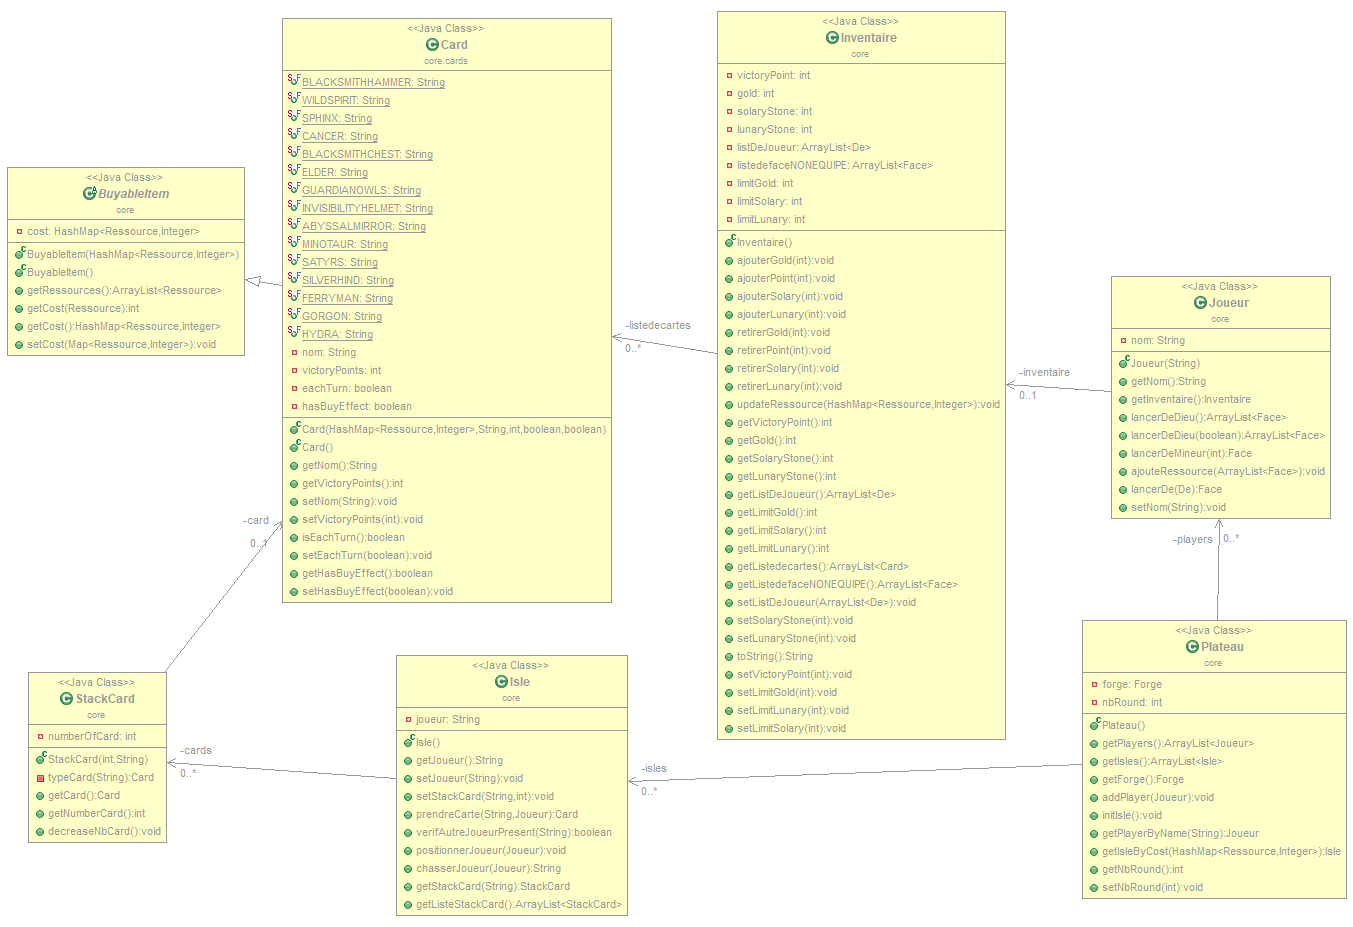 <<Java Class>>
BuyableItem
core
cost: HashMap<Ressource,Integer>
BuyableItem(HashMap<Ressource,Integer>)
BuyableItem()
getRessources():ArrayList<Ressource>
getCost(Ressource):int
getCost():HashMap<Ressource,Integer>
setCost(Map<Ressource,Integer>):void
<<Java Class>>
Card
core.cards
BLACKSMITHHAMMER: String
WILDSPIRIT: String
SPHINX: String
CANCER: String
BLACKSMITHCHEST: String
ELDER: String
GUARDIANOWLS: String
INVISIBILITYHELMET: String
ABYSSALMIRROR: String
MINOTAUR: String
SATYRS: String
SILVERHIND: String
FERRYMAN: String
GORGON: String
HYDRA: String
nom: String
victoryPoints: int
eachTurn: boolean
hasBuyEffect: boolean
Card(HashMap<Ressource,Integer>,String,int,boolean,boolean)
Card()
getNom():String
getVictoryPoints():int
setNom(String):void
setVictoryPoints(int):void
isEachTurn():boolean
setEachTurn(boolean):void
getHasBuyEffect():boolean
setHasBuyEffect(boolean):void
-listedecartes
0..*
<<Java Class>>
Inventaire
core
victoryPoint: int
gold: int
solaryStone: int
lunaryStone: int
listDeJoueur: ArrayList<De>
listedefaceNONEQUIPE: ArrayList<Face>
limitGold: int
limitSolary: int
limitLunary: int
Inventaire()
ajouterGold(int):void
ajouterPoint(int):void
ajouterSolary(int):void
ajouterLunary(int):void
retirerGold(int):void
retirerPoint(int):void
retirerSolary(int):void
retirerLunary(int):void
updateRessource(HashMap<Ressource,Integer>):void
getVictoryPoint():int
getGold():int
getSolaryStone():int
getLunaryStone():int
getListDeJoueur():ArrayList<De>
getLimitGold():int
getLimitSolary():int
getLimitLunary():int
getListedecartes():ArrayList<Card>
getListedefaceNONEQUIPE():ArrayList<Face>
setListDeJoueur(ArrayList<De>):void
setSolaryStone(int):void
setLunaryStone(int):void
toString():String
setVictoryPoint(int):void
setLimitGold(int):void
setLimitLunary(int):void
setLimitSolary(int):void
-inventaire
0..1
<<Java Class>>
Joueur
core
nom: String
Joueur(String)
getNom():String
getInventaire():Inventaire
lancerDeDieu():ArrayList<Face>
lancerDeDieu(boolean):ArrayList<Face>
lancerDeMineur(int):Face
ajouteRessource(ArrayList<Face>):void
lancerDe(De):Face
setNom(String):void
-players
0..*
-card
0..1
<<Java Class>>
StackCard
core
numberOfCard: int
StackCard(int,String)
typeCard(String):Card
getCard():Card
getNumberCard():int
decreaseNbCard():void
-cards
0..*
<<Java Class>>
Isle
core
joueur: String
Isle()
getJoueur():String
setJoueur(String):void
setStackCard(String,int):void
prendreCarte(String,Joueur):Card
verifAutreJoueurPresent(String):boolean
positionnerJoueur(Joueur):void
chasserJoueur(Joueur):String
getStackCard(String):StackCard
getListeStackCard():ArrayList<StackCard>
-isles
0..*
<<Java Class>>
Plateau
core
forge: Forge
nbRound: int
Plateau()
getPlayers():ArrayList<Joueur>
getIsles():ArrayList<Isle>
getForge():Forge
addPlayer(Joueur):void
initIsle():void
getPlayerByName(String):Joueur
getIsleByCost(HashMap<Ressource,Integer>):Isle
getNbRound():int
setNbRound(int):void